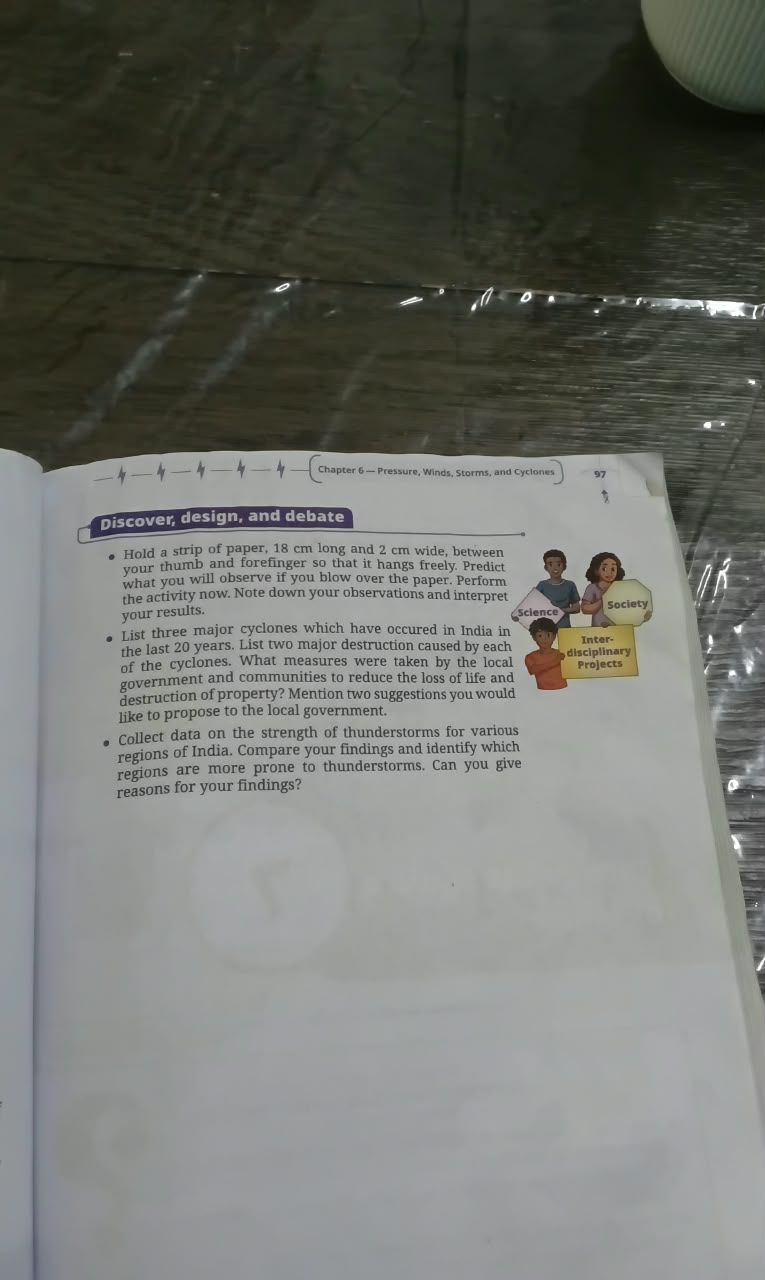 Chapter 6 — Pressure, Winds, Storms, and Cyclones
97
Discover, design, and debate
• Hold a strip of paper, 18 cm long and 2 cm wide, between
your thumb and forefinger so that it hangs freely. Predict
what you will observe if you blow over the paper. Perform
the activity now. Note down your observations and interpret
your results.
• List three major cyclones which have occured in India in
the last 20 years. List two major destruction caused by each
of the cyclones. What measures were taken by the local
government and communities to reduce the loss of life and
destruction of property? Mention two suggestions you would
like to propose to the local government.
• Collect data on the strength of thunderstorms for various
regions of India. Compare your findings and identify which
regions are more prone to thunderstorms. Can you give
reasons for your findings?
Science
Society
Inter-
disciplinary
Projects